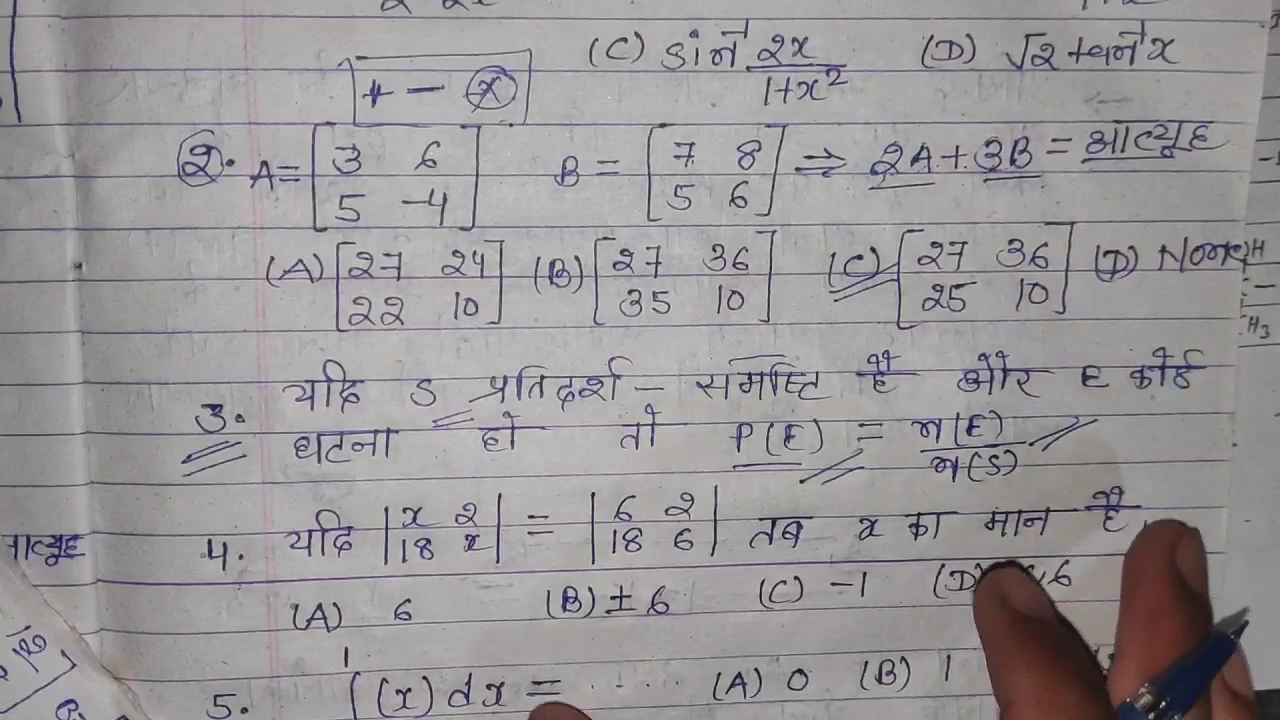 (C) sin⁻¹ 2x/1+x² (D) √2 +थन⁻¹x
+ − ⓧ
2. A= [3 6 5 -4] B = [7 8 5 6] ⇒ 2A+3B = आव्यूह
(A) [27 24 22 10] (B) [27 36 35 10] (C) [27 36 25 10] (D) None
3. यदि S प्रतिदर्श – समष्टि है और E कोई
घटना हो तो P(E) = n(E)/n(S)
4. यदि |x 2 18 x| = |6 2 18 6| तब x का मान है
(A) 6 (B) ±6 (C) -1 (D) 6
5. ∫ (x) dx = .... (A) 0 (B) 1